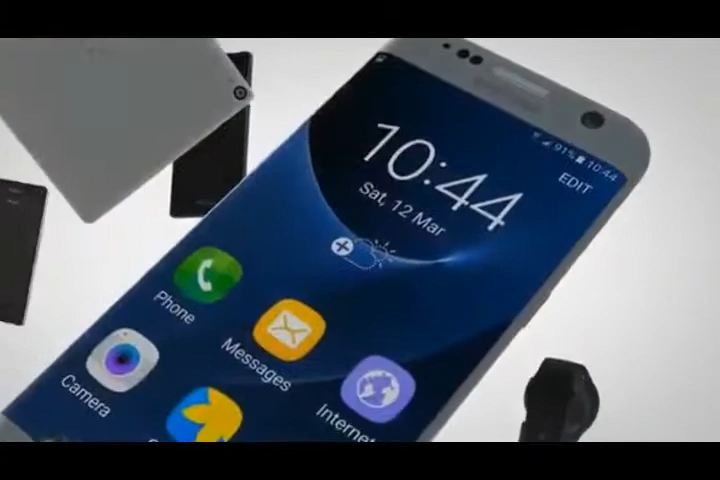 91% 10:44
EDIT
10:44
Sat, 12 Mar
Phone
Messages
Internet
Camera